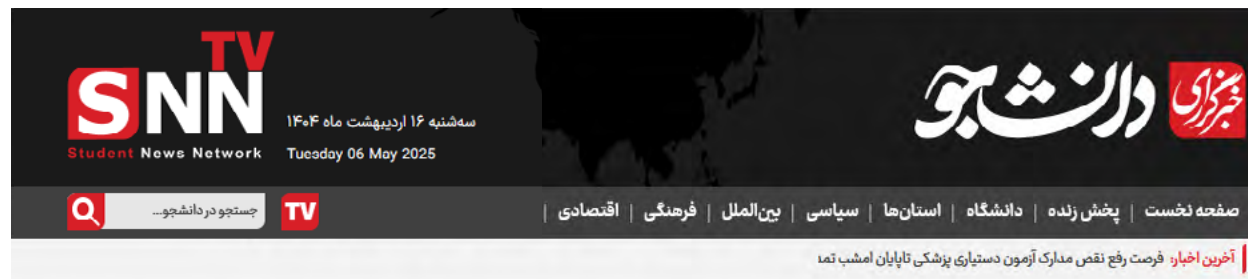 خبرگزاری دانشجو
SNN TV
Student News Network
سه‌شنبه ۱۶ اردیبهشت ماه ۱۴۰۴
Tuesday 06 May 2025
صفحه نخست | پخش زنده | دانشگاه | استان‌ها | سیاسی | بین‌الملل | فرهنگی | اقتصادی |
TV
جستجو در دانشجو...
آخرین اخبار: فرصت رفع نقص مدارک آزمون دستیاری پزشکی تاپایان امشب تمد